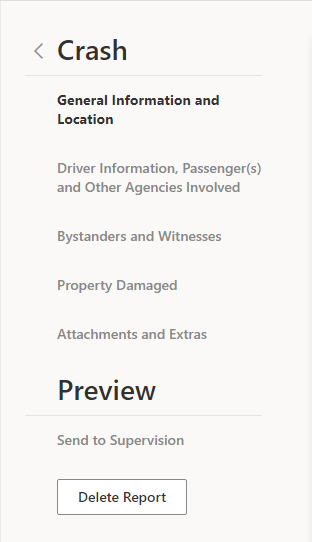 Crash
General Information and
Location
Driver Information, Passenger(s)
and Other Agencies Involved
Bystanders and Witnesses
Property Damaged
Attachments and Extras
Preview
Send to Supervision
Delete Report